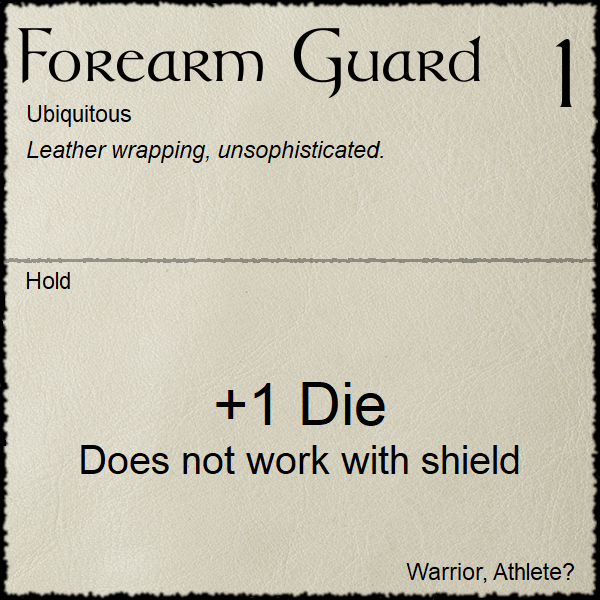 Forearm Guard 1
Ubiquitous
Leather wrapping, unsophisticated.
Hold
+1 Die
Does not work with shield
Warrior, Athlete?